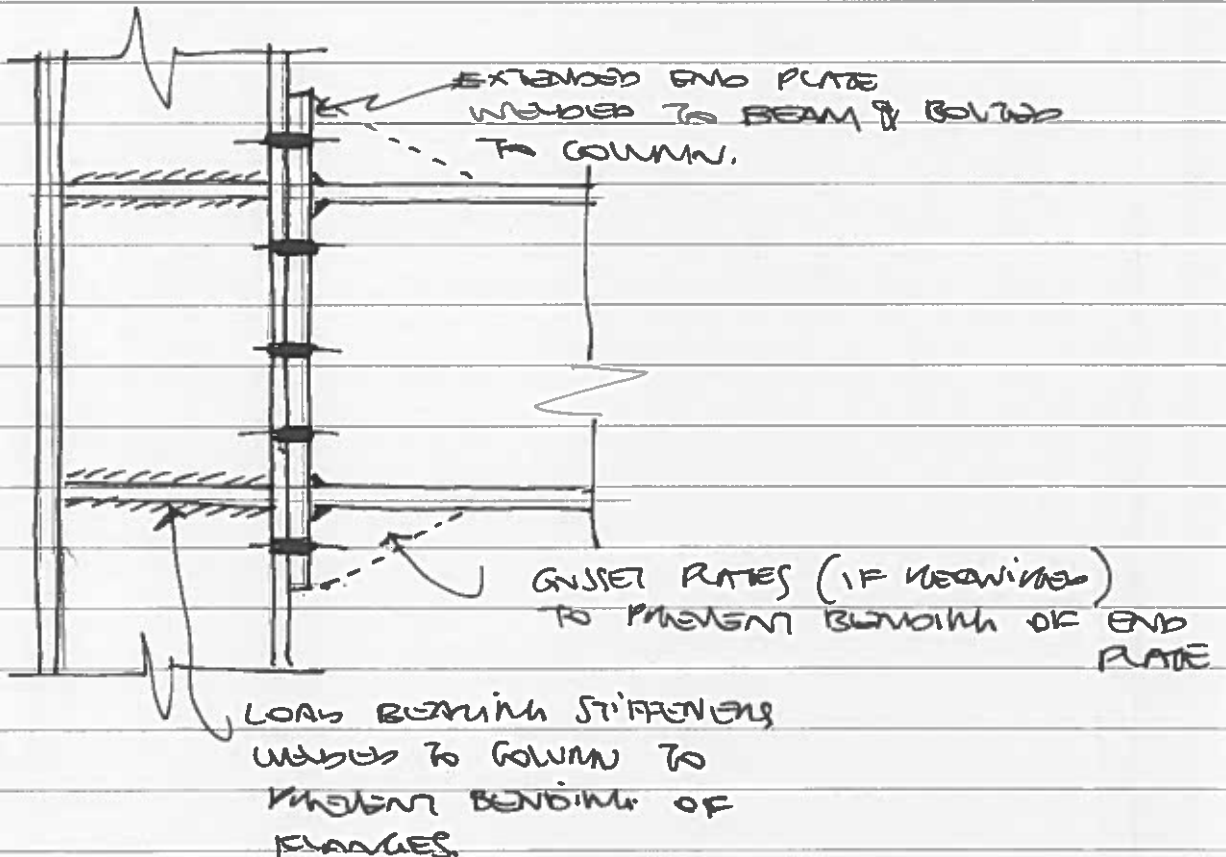 EXTENDED END PLATE
WELDED TO BEAM & BOLTED
TO COLUMN.
GUSSET PLATES (IF REQUIRED)
TO PREVENT BENDING OF END
PLATE
LOAD BEARING STIFFENERS
WELDED TO COLUMN TO
PREVENT BENDING OF
FLANGES.